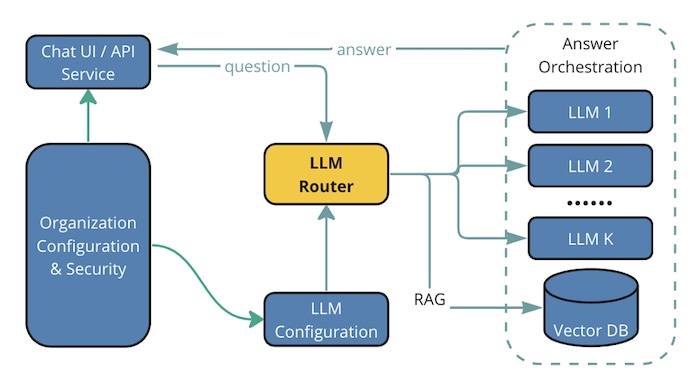 Chat UI / API
Service
answer
question
Answer
Orchestration
LLM 1
LLM 2
......
LLM K
LLM
Router
Organization
Configuration
& Security
RAG
LLM
Configuration
Vector DB